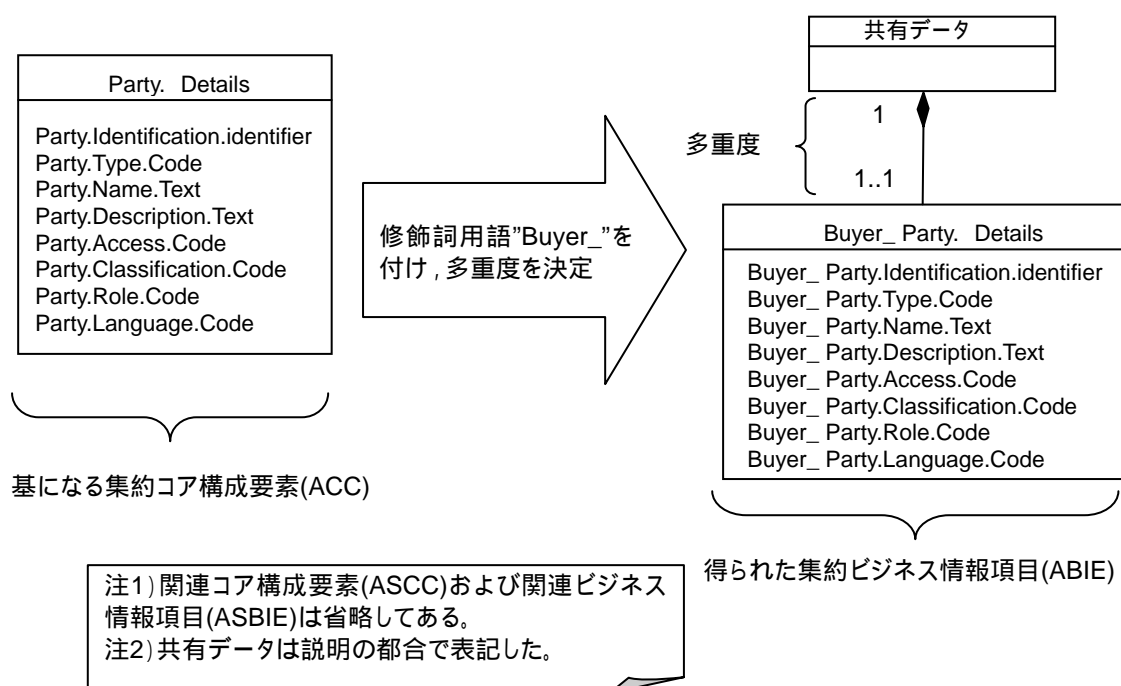 Party.  Details
Party.Identification.identifier
Party.Type.Code
Party.Name.Text
Party.Description.Text
Party.Access.Code
Party.Classification.Code
Party.Role.Code
Party.Language.Code
基になる集約コア構成要素(ACC)
修飾詞用語”Buyer_”を
付け , 多重度を決定
共有データ
多重度
1
1..1
Buyer_ Party.  Details
Buyer_ Party.Identification.identifier
Buyer_ Party.Type.Code
Buyer_ Party.Name.Text
Buyer_ Party.Description.Text
Buyer_ Party.Access.Code
Buyer_ Party.Classification.Code
Buyer_ Party.Role.Code
Buyer_ Party.Language.Code
得られた集約ビジネス情報項目(ABIE)
注1)関連コア構成要素(ASCC)および関連ビジネス
情報項目(ASBIE)は省略してある。
注2)共有データは説明の都合で表記した。